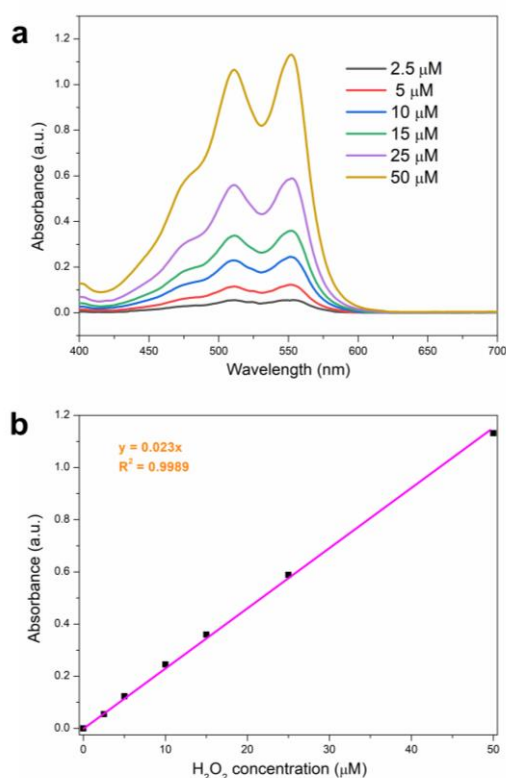 a
1.2
1.0
0.8
0.6
0.4
0.2
0.0
Absorbance (a.u.)
2.5 μM
5 μM
10 μM
15 μM
25 μM
50 μM
400 450 500 550 600 650 700
Wavelength (nm)
b
1.2
1.0
0.8
0.6
0.4
0.2
0.0
Absorbance (a.u.)
y = 0.023x
R² = 0.9989
0 10 20 30 40 50
H₂O₂ concentration (μM)